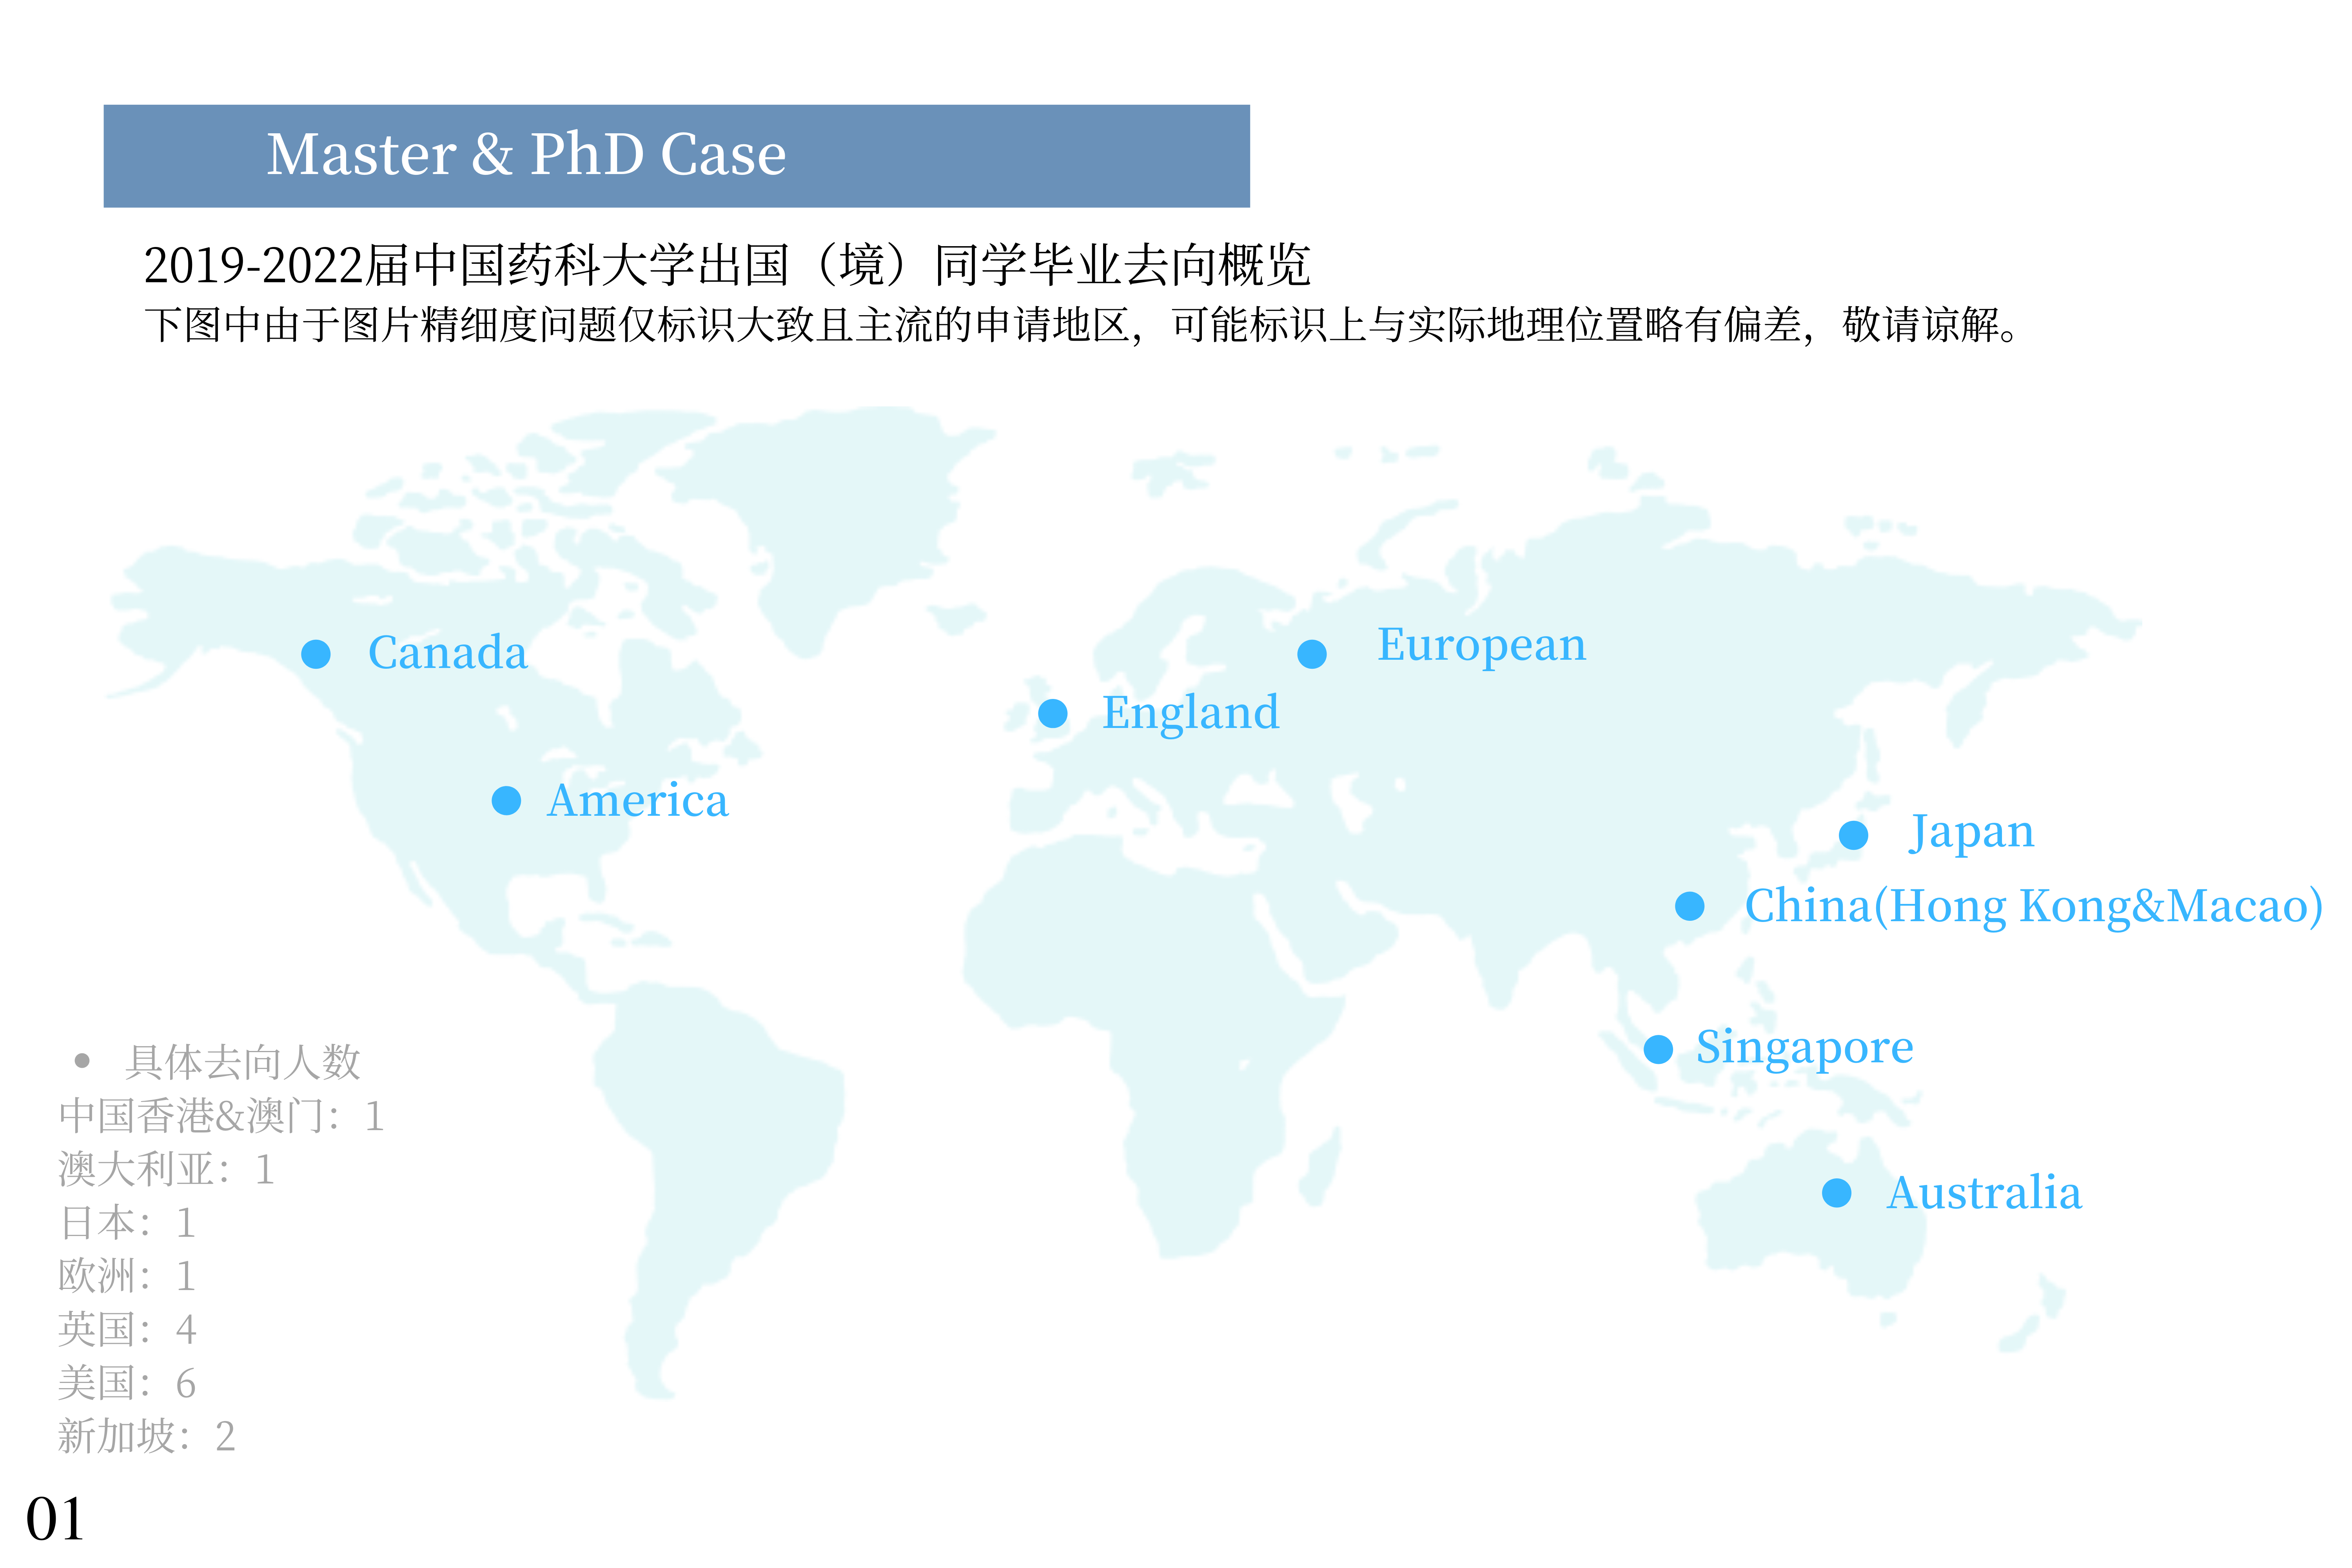 Master & PhD Case
2019-2022届中国药科大学出国（境）同学毕业去向概览
下图中由于图片精细度问题仅标识大致且主流的申请地区，可能标识上与实际地理位置略有偏差，敬请谅解。
Canada
European
England
America
Japan
China(Hong Kong&Macao)
Singapore
Australia
• 具体去向人数
中国香港&澳门：1
澳大利亚：1
日本：1
欧洲：1
英国：4
美国：6
新加坡：2
01